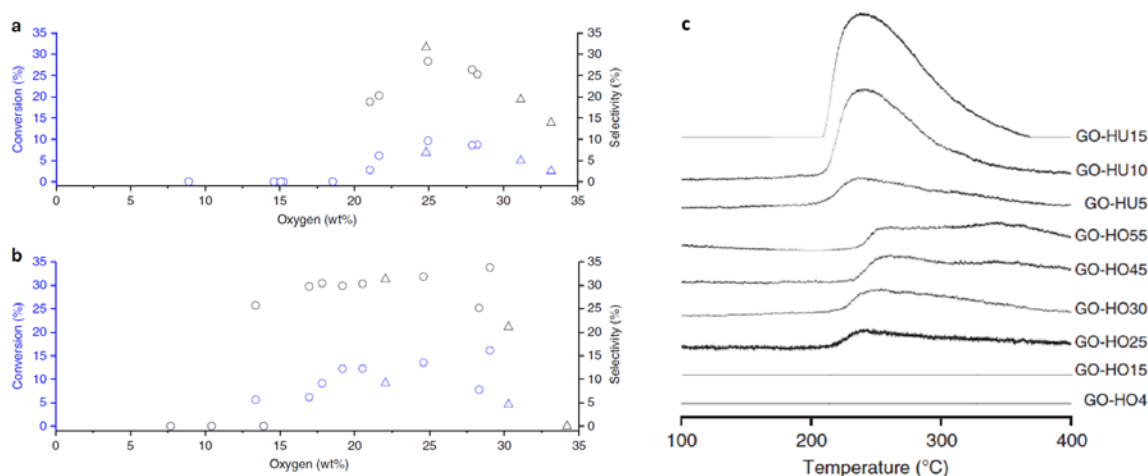 a
35
30
25
20
15
10
5
0
Conversion (%)
35
30
25
20
15
10
5
0
Selectivity (%)
0 5 10 15 20 25 30 35
Oxygen (wt%)
b
35
30
25
20
15
10
5
0
Conversion (%)
35
30
25
20
15
10
5
0
Selectivity (%)
0 5 10 15 20 25 30 35
Oxygen (wt%)
c
GO-HU15
GO-HU10
GO-HU5
GO-HO55
GO-HO45
GO-HO30
GO-HO25
GO-HO15
GO-HO4
100 200 300 400
Temperature (°C)